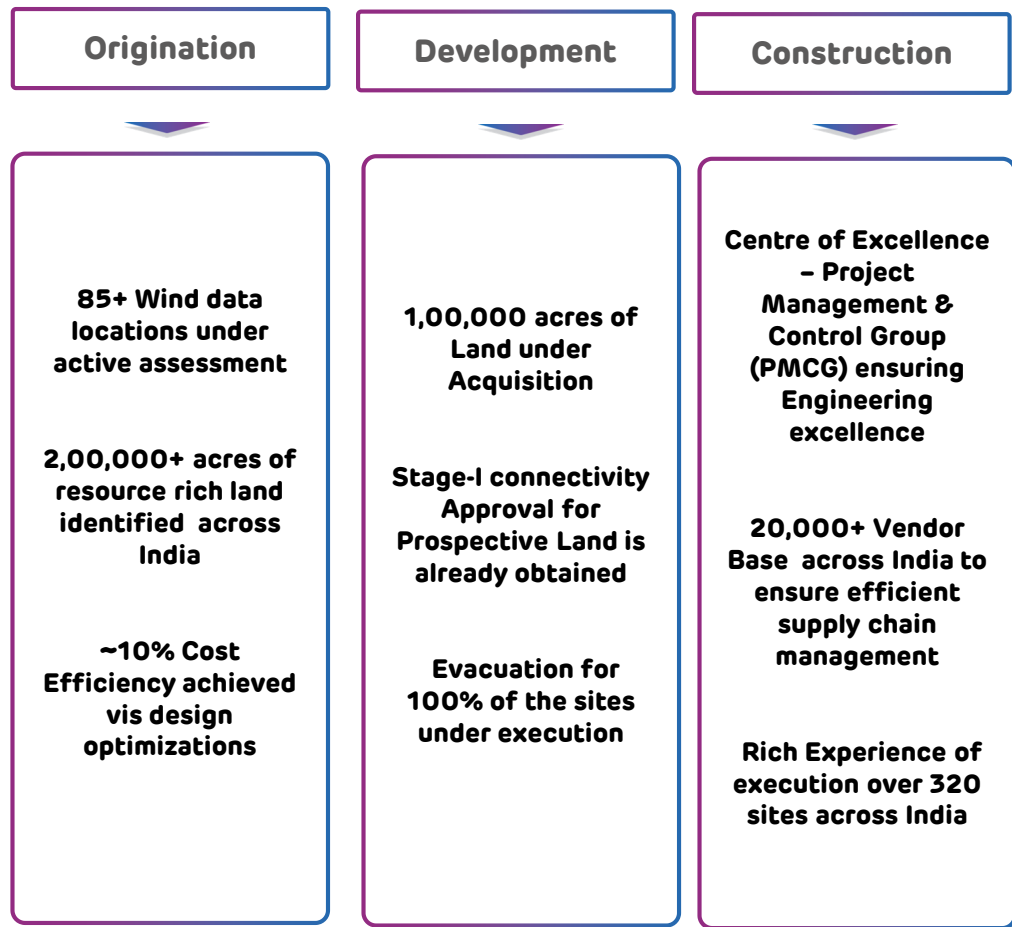 Origination
85+ Wind data
locations under
active assessment
2,00,000+ acres of
resource rich land
identified across
India
~10% Cost
Efficiency achieved
vis design
optimizations
Development
1,00,000 acres of
Land under
Acquisition
Stage-I connectivity
Approval for
Prospective Land is
already obtained
Evacuation for
100% of the sites
under execution
Construction
Centre of Excellence
– Project
Management &
Control Group
(PMCG) ensuring
Engineering
excellence
20,000+ Vendor
Base across India to
ensure efficient
supply chain
management
Rich Experience of
execution over 320
sites across India